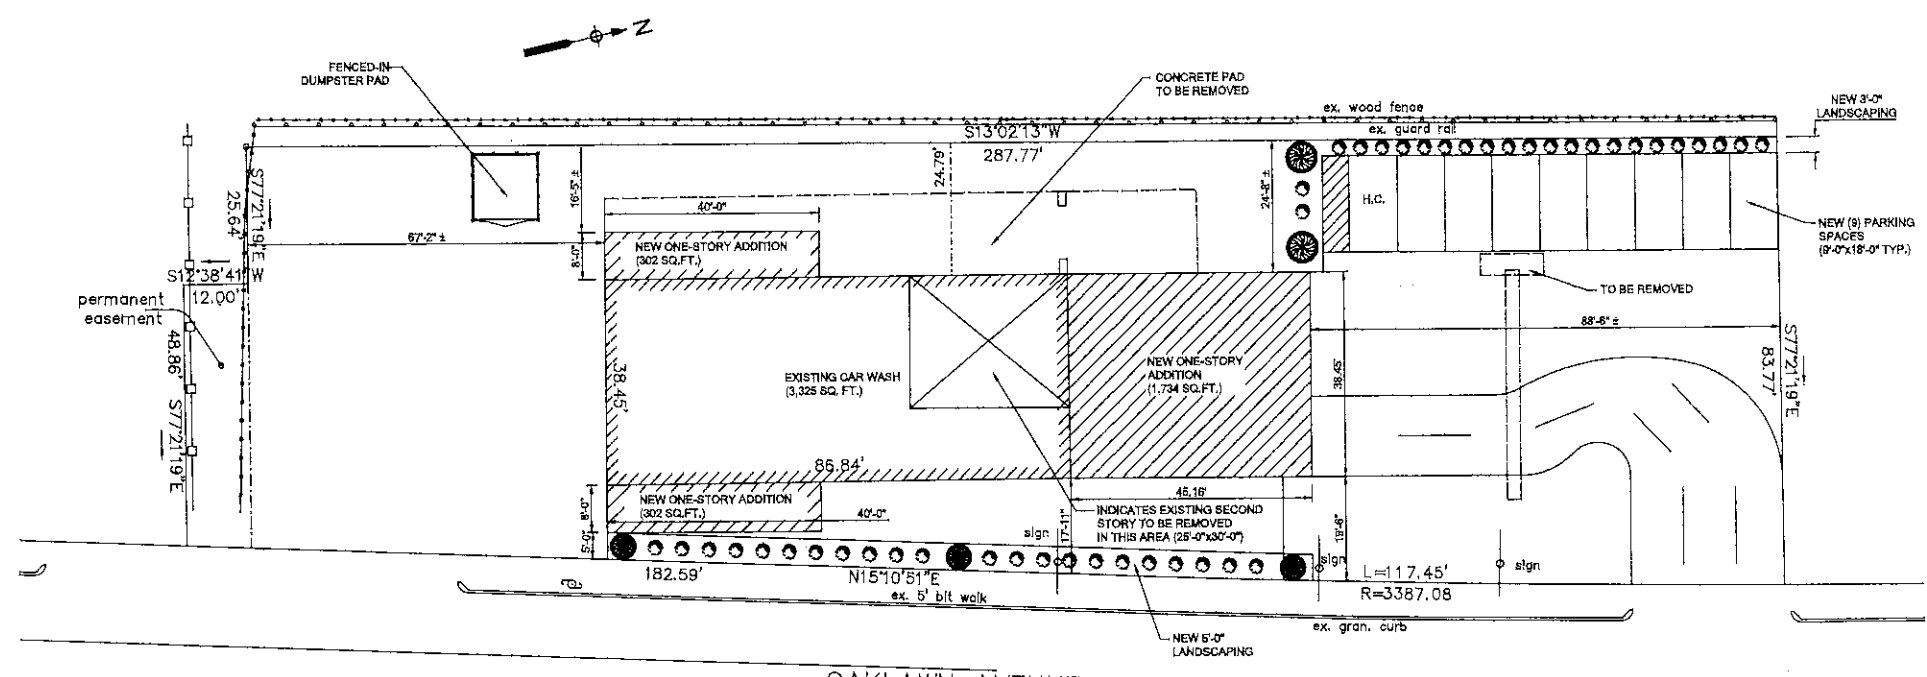 N
FENCED-IN
DUMPSTER PAD
CONCRETE PAD
TO BE REMOVED
ex. wood fence
NEW 3'-0"
LANDSCAPING
S13°02'13"W
ex. guard rail
287.77'
24.79'
16'-5" ±
24'-8" ±
S77°21'19"E
25.64'
40'-0"
H.C.
NEW (9) PARKING
SPACES
(9'-0"x18'-0" TYP.)
67'-2" ±
8'-0"
NEW ONE-STORY ADDITION
(302 SQ.FT.)
S12°38'41" W
12.00'
permanent
easement
TO BE REMOVED
88'-6" ±
S77°21'19"E
83.77'
48.86'
S77°21'19"E
38.45'
EXISTING CAR WASH
(3,325 SQ. FT.)
NEW ONE-STORY
ADDITION
(1,734 SQ.FT.)
38.45'
86.84'
45.16'
NEW ONE-STORY ADDITION
(302 SQ.FT.)
8'-0"
40'-0"
INDICATES EXISTING SECOND
STORY TO BE REMOVED
IN THIS AREA (25'-0"x30'-0")
5'-0"
sign
17'-11"
19'-6"
sign
sign
182.59'
N15°10'51"E
L=117.45'
R=3387.08
ex. 5' bit walk
ex. gran. curb
NEW 5'-0"
LANDSCAPING